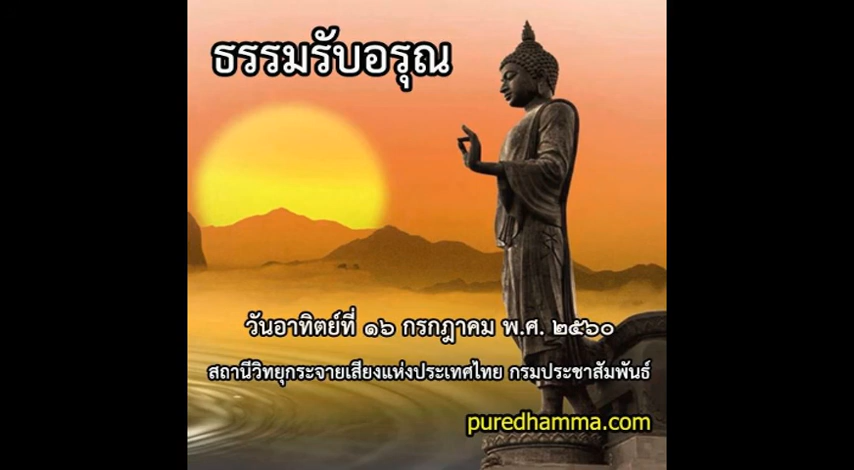 ธรรมรับอรุณ
วันอาทิตย์ที่ ๑๖ กรกฎาคม พ.ศ. ๒๕๖๐
สถานีวิทยุกระจายเสียงแห่งประเทศไทย กรมประชาสัมพันธ์
puredhamma.com